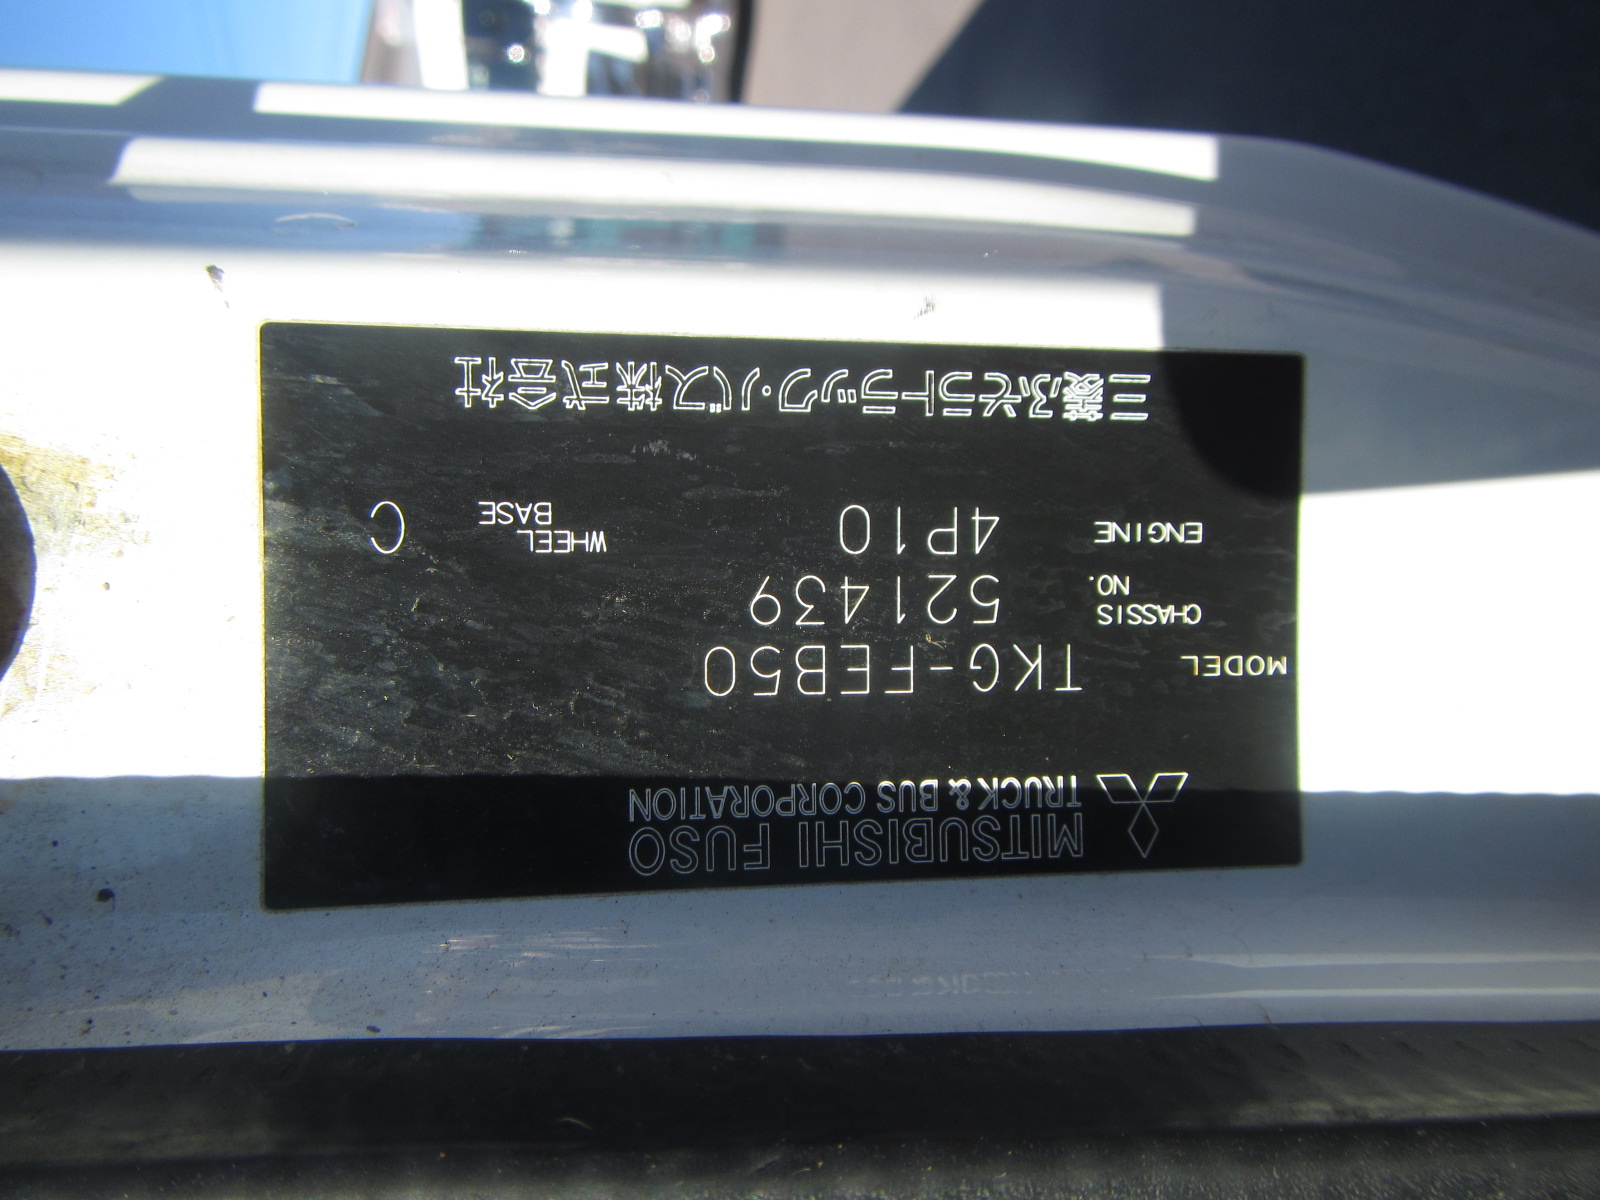 MITSUBISHI FUSO
TRUCK & BUS CORPORATION
MODEL TKG-FEB50
CHASSIS NO. 521439
ENGINE 4P10 WHEEL BASE C
三菱ふそうトラック・バス株式会社